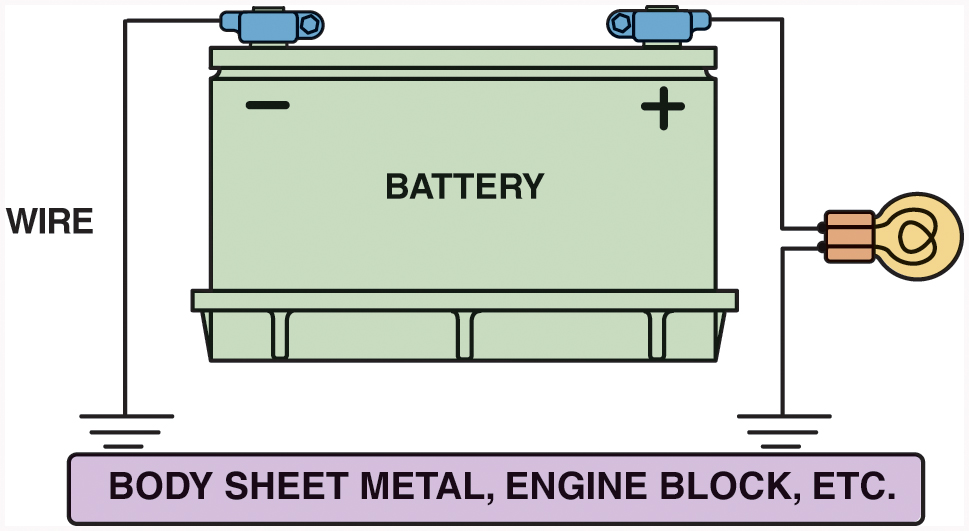 − +
BATTERY
WIRE
BODY SHEET METAL, ENGINE BLOCK, ETC.